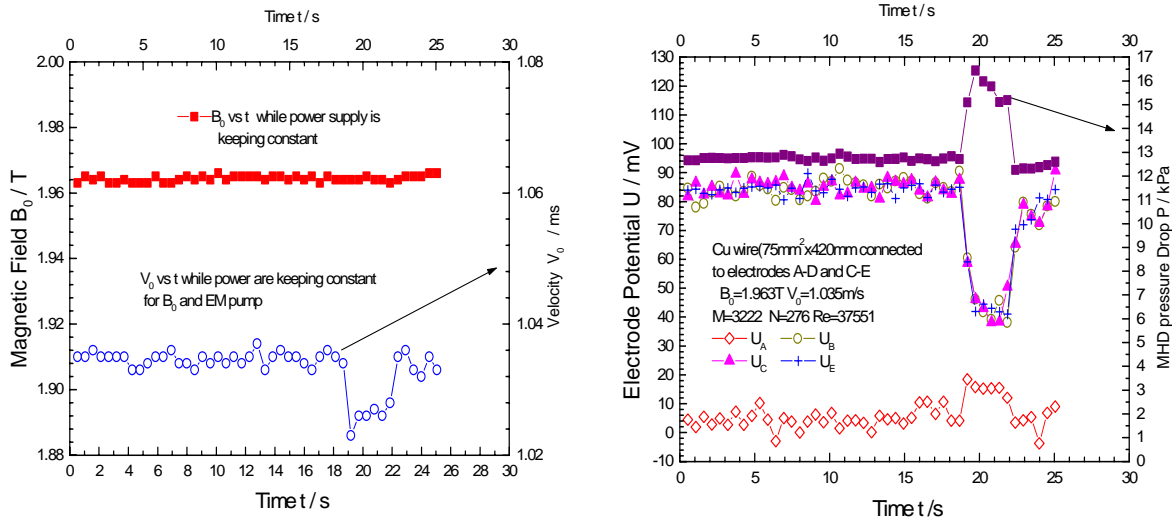 Time t / s
0 5 10 15 20 25 30
2.00
1.98
1.96
1.94
1.92
1.90
1.88
Magnetic Field B0 / T
B0 vs t while power supply is
keeping constant
V0 vs t while power are keeping constant
for B0 and EM pump
1.08
1.06
1.04
1.02
Velocity V0 / ms
0 2 4 6 8 10 12 14 16 18 20 22 24 26 28 30
Time t / s
Time t / s
0 5 10 15 20 25 30
130
120
110
100
90
80
70
60
50
40
30
20
10
0
-10
Electrode Potential U / mV
Cu wire(75mm²x420mm connected
to electrodes A-D and C-E
B0=1.963T V0=1.035m/s
M=3222 N=276 Re=37551
UA UB
UC UE
17
16
15
14
13
12
11
10
9
8
7
6
5
4
3
2
1
0
MHD pressure Drop P / kPa
0 5 10 15 20 25 30
Time t /s